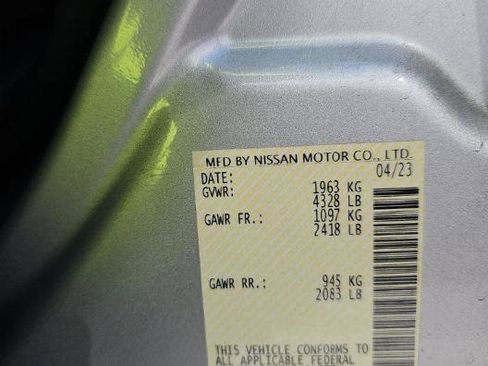 MFD BY NISSAN MOTOR CO., LTD.
DATE: 04/23
GVWR: 1963 KG
4328 LB
GAWR FR.: 1097 KG
2418 LB
GAWR RR.: 945 KG
2083 LB
THIS VEHICLE CONFORMS TO
ALL APPLICABLE FEDERAL